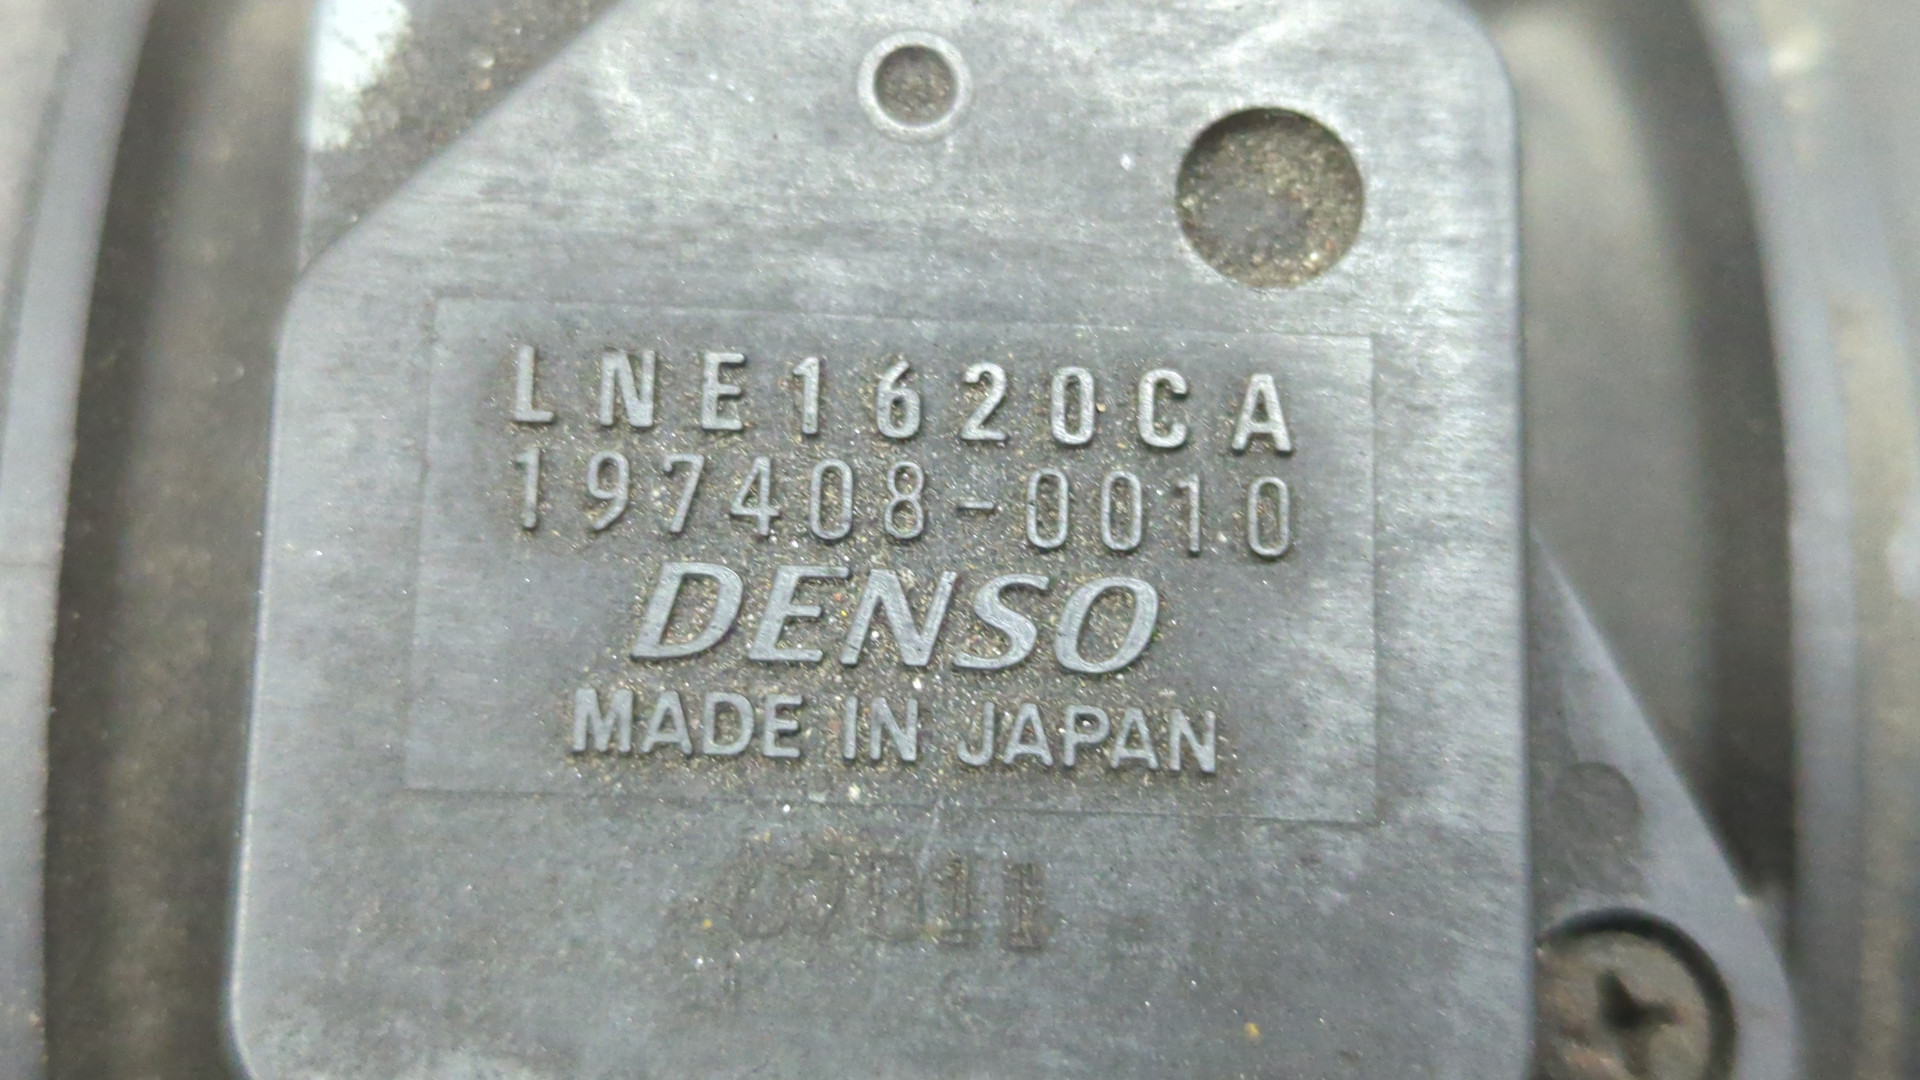 LNE1620CA
197408-0010
DENSO
MADE IN JAPAN